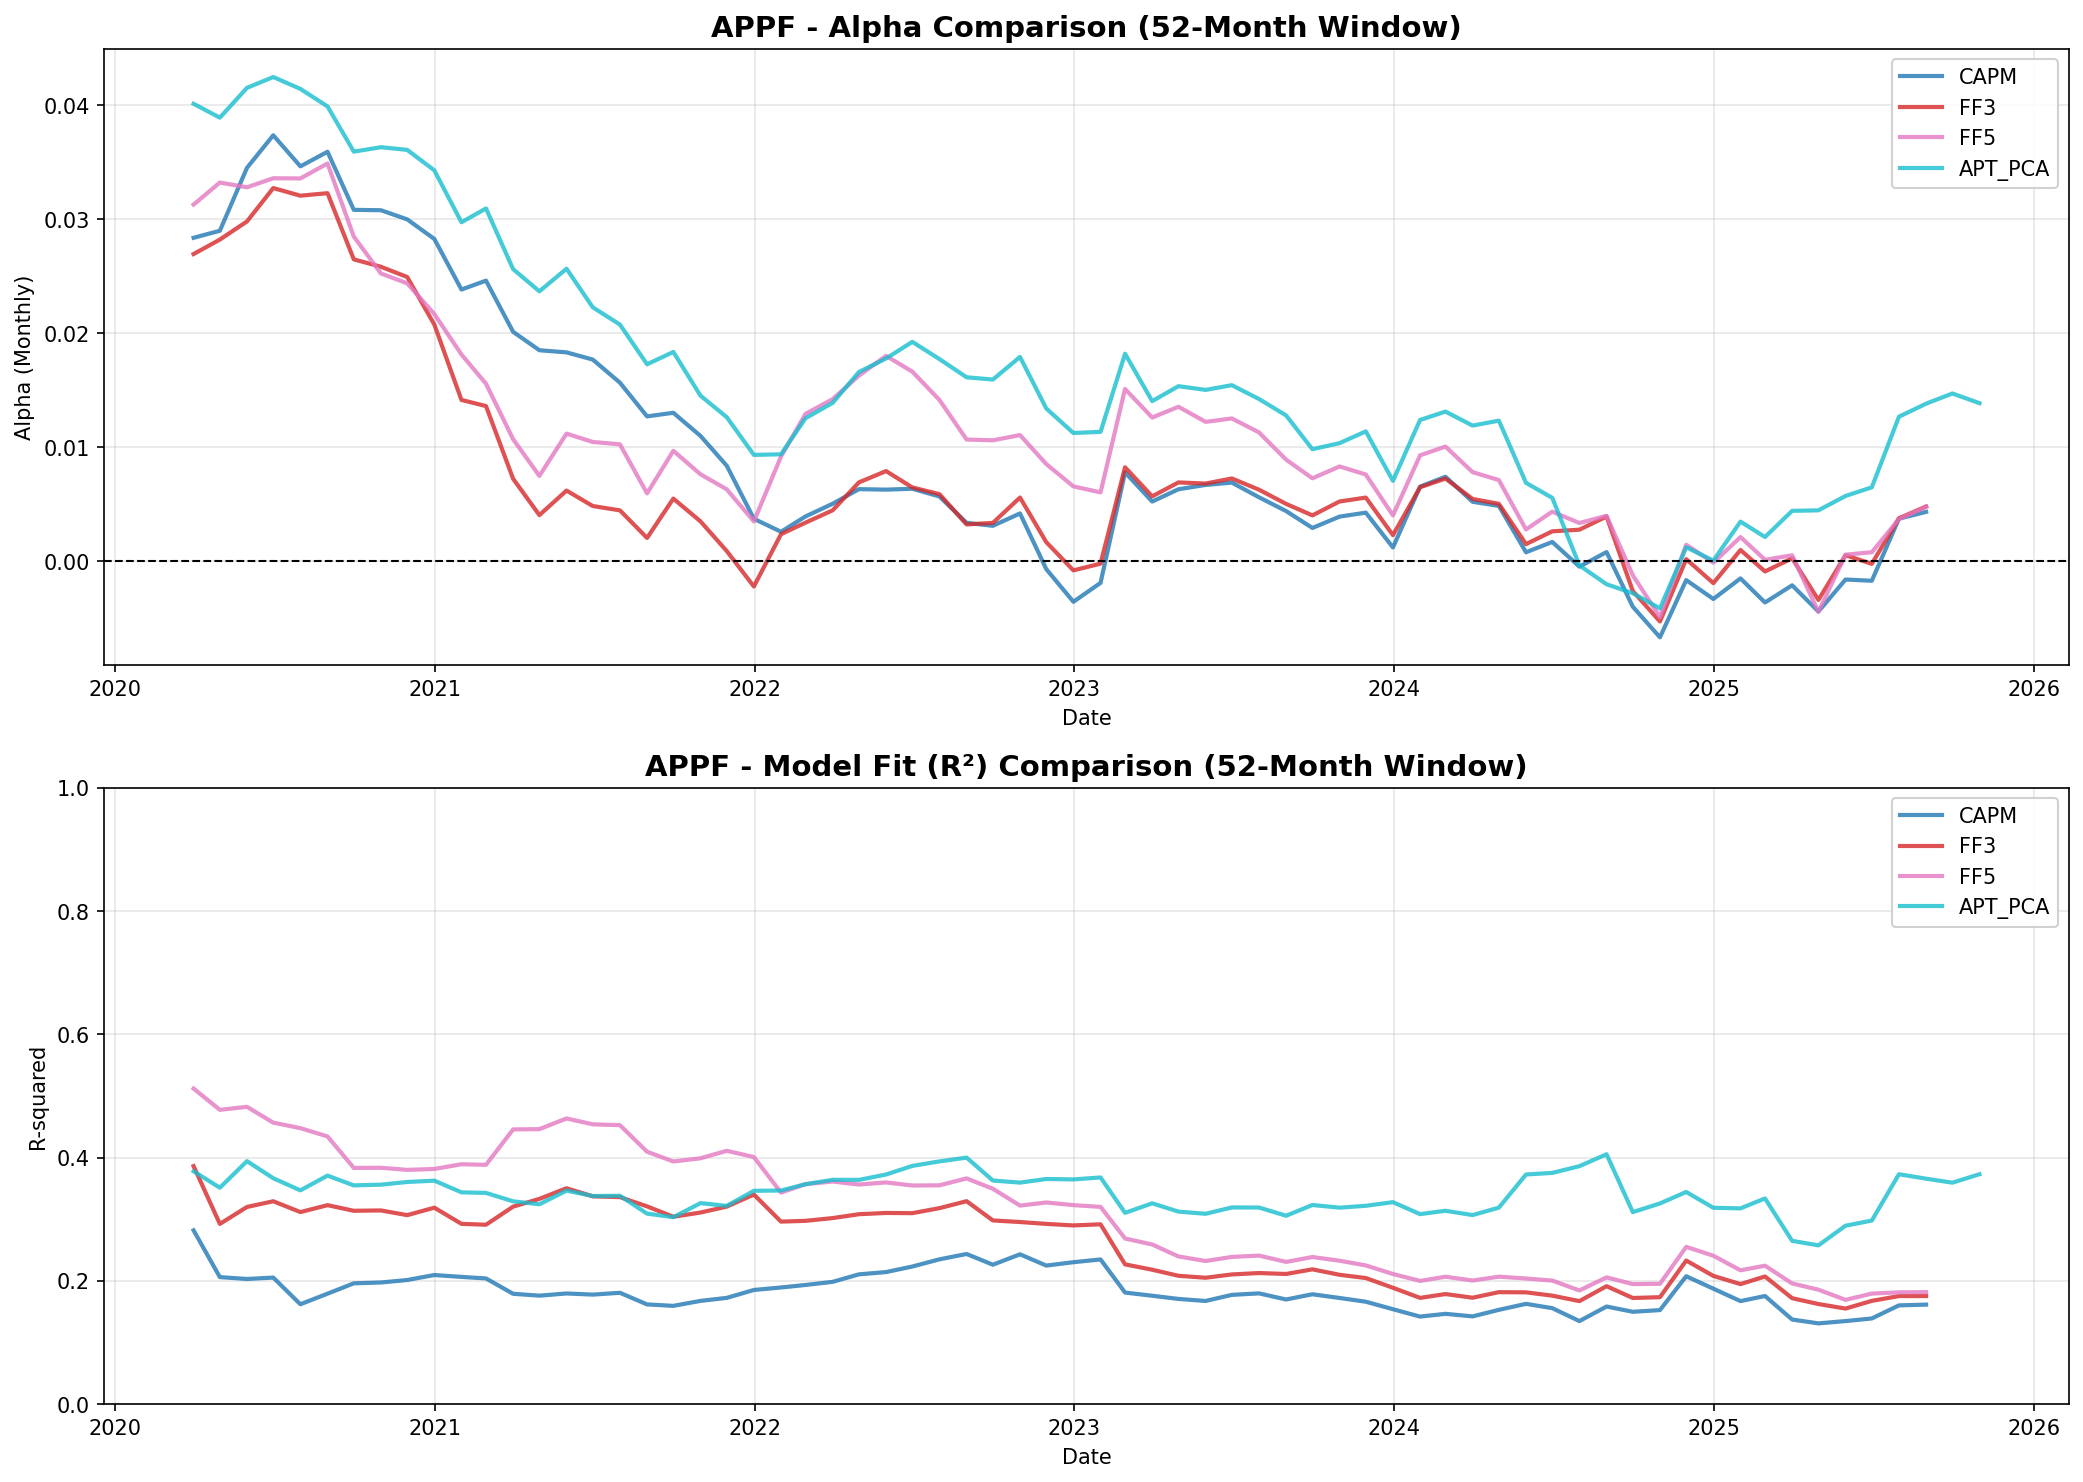 APPF - Alpha Comparison (52-Month Window)
CAPM
FF3
FF5
APT_PCA
Alpha (Monthly)
0.04
0.03
0.02
0.01
0.00
2020 2021 2022 2023 2024 2025 2026
Date
APPF - Model Fit (R²) Comparison (52-Month Window)
CAPM
FF3
FF5
APT_PCA
R-squared
1.0
0.8
0.6
0.4
0.2
0.0
2020 2021 2022 2023 2024 2025 2026
Date